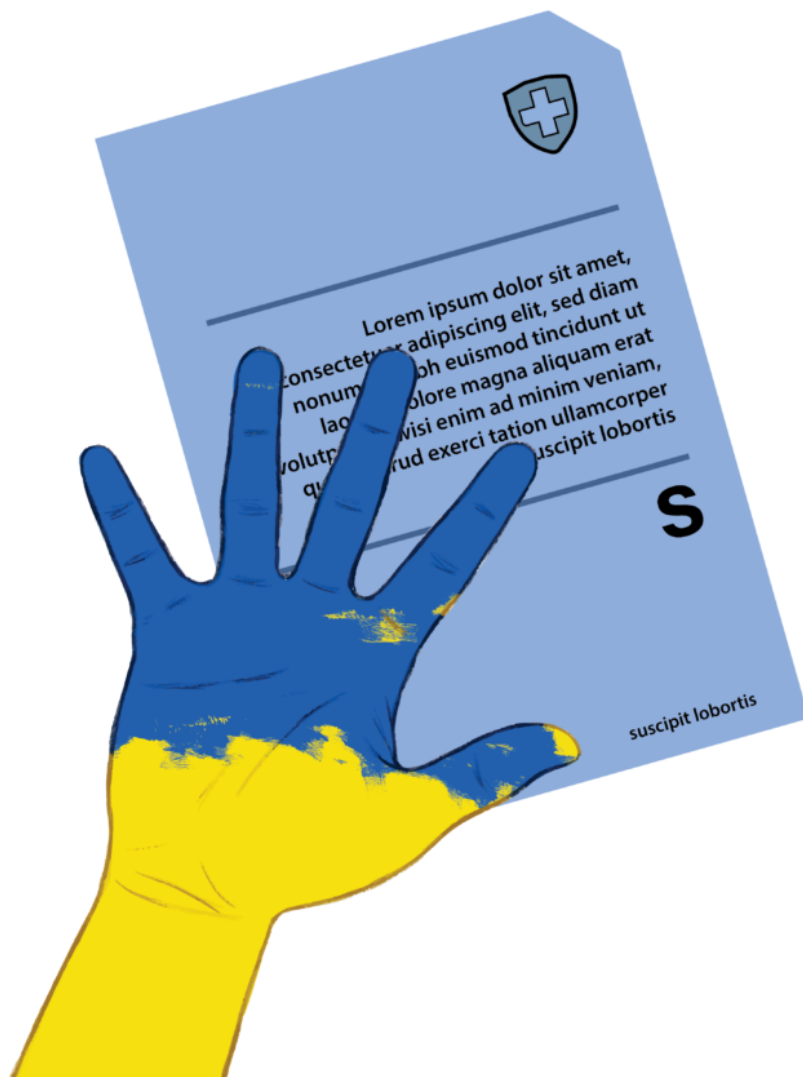 Lorem ipsum dolor sit amet,
consectetuer adipiscing elit, sed diam
euismod tincidunt ut
magna aliquam erat
enim ad minim veniam,
exerci tation ullamcorper
suscipit lobortis
S
suscipit lobortis